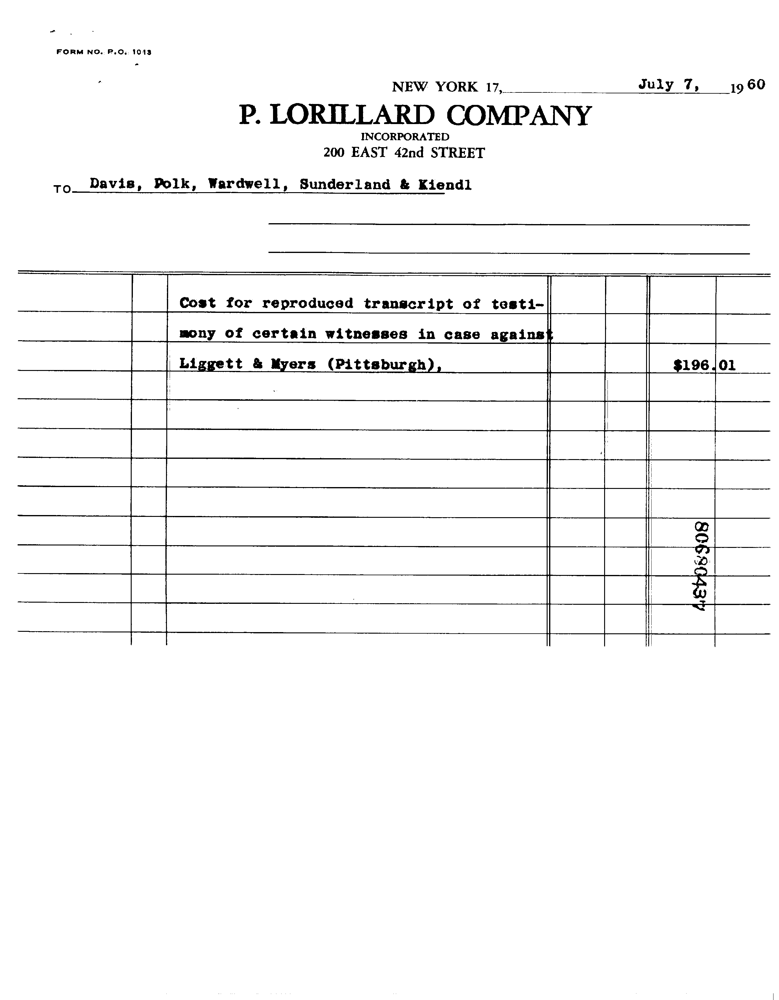 FORM NO. P.O. 1013
NEW YORK 17, July 7, 1960
P. LORILLARD COMPANY
INCORPORATED
200 EAST 42nd STREET
TO Davis, Polk, Wardwell, Sunderland & Kiendl
Cost for reproduced transcript of testi-
mony of certain witnesses in case against
Liggett & Myers (Pittsburgh), $196.01